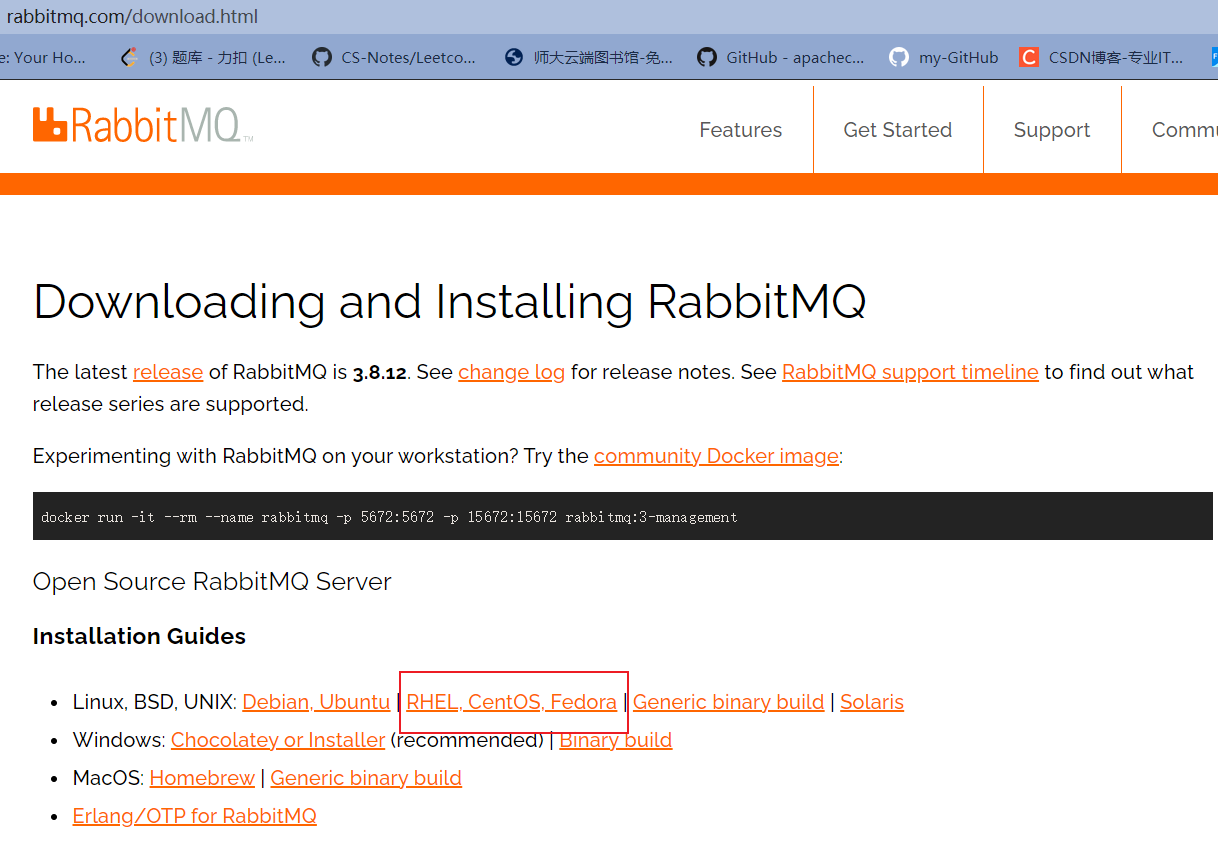 rabbitmq.com/download.html
e: Your Ho... (3) 题库 - 力扣 (Le... CS-Notes/Leetco... 师大云端图书馆-免... GitHub - apachec... my-GitHub CSDN博客-专业IT...
RabbitMQ TM Features Get Started Support Commu
Downloading and Installing RabbitMQ
The latest release of RabbitMQ is 3.8.12. See change log for release notes. See RabbitMQ support timeline to find out what
release series are supported.
Experimenting with RabbitMQ on your workstation? Try the community Docker image:
docker run -it --rm --name rabbitmq -p 5672:5672 -p 15672:15672 rabbitmq:3-management
Open Source RabbitMQ Server
Installation Guides
Linux, BSD, UNIX: Debian, Ubuntu | RHEL, CentOS, Fedora | Generic binary build | Solaris
Windows: Chocolatey or Installer (recommended) | Binary build
MacOS: Homebrew | Generic binary build
Erlang/OTP for RabbitMQ